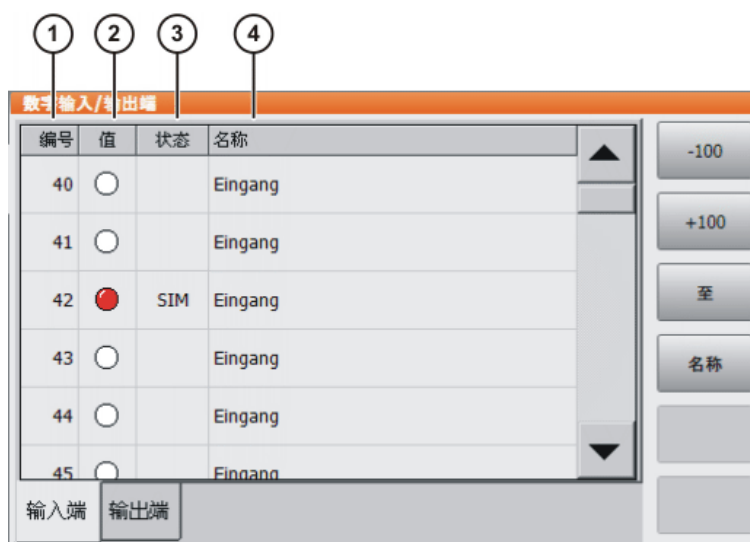 1 2 3 4
数字输入/输出端
编号 值 状态 名称
40 Eingang
41 Eingang
42 SIM Eingang
43 Eingang
44 Eingang
45 Eingang
-100
+100
至
名称
输入端 输出端